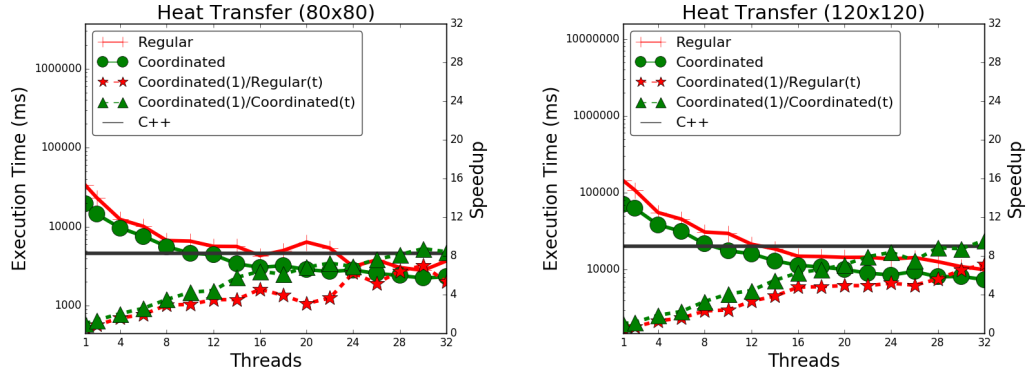 Heat Transfer (80x80)
Regular
Coordinated
Coordinated(1)/Regular(t)
Coordinated(1)/Coordinated(t)
C++
Execution Time (ms)
1000000
100000
10000
1000
32
28
24
20
16
12
8
4
0
Speedup
1 4 8 12 16 20 24 28 32
Threads
Heat Transfer (120x120)
Regular
Coordinated
Coordinated(1)/Regular(t)
Coordinated(1)/Coordinated(t)
C++
Execution Time (ms)
10000000
1000000
100000
10000
32
28
24
20
16
12
8
4
0
Speedup
1 4 8 12 16 20 24 28 32
Threads